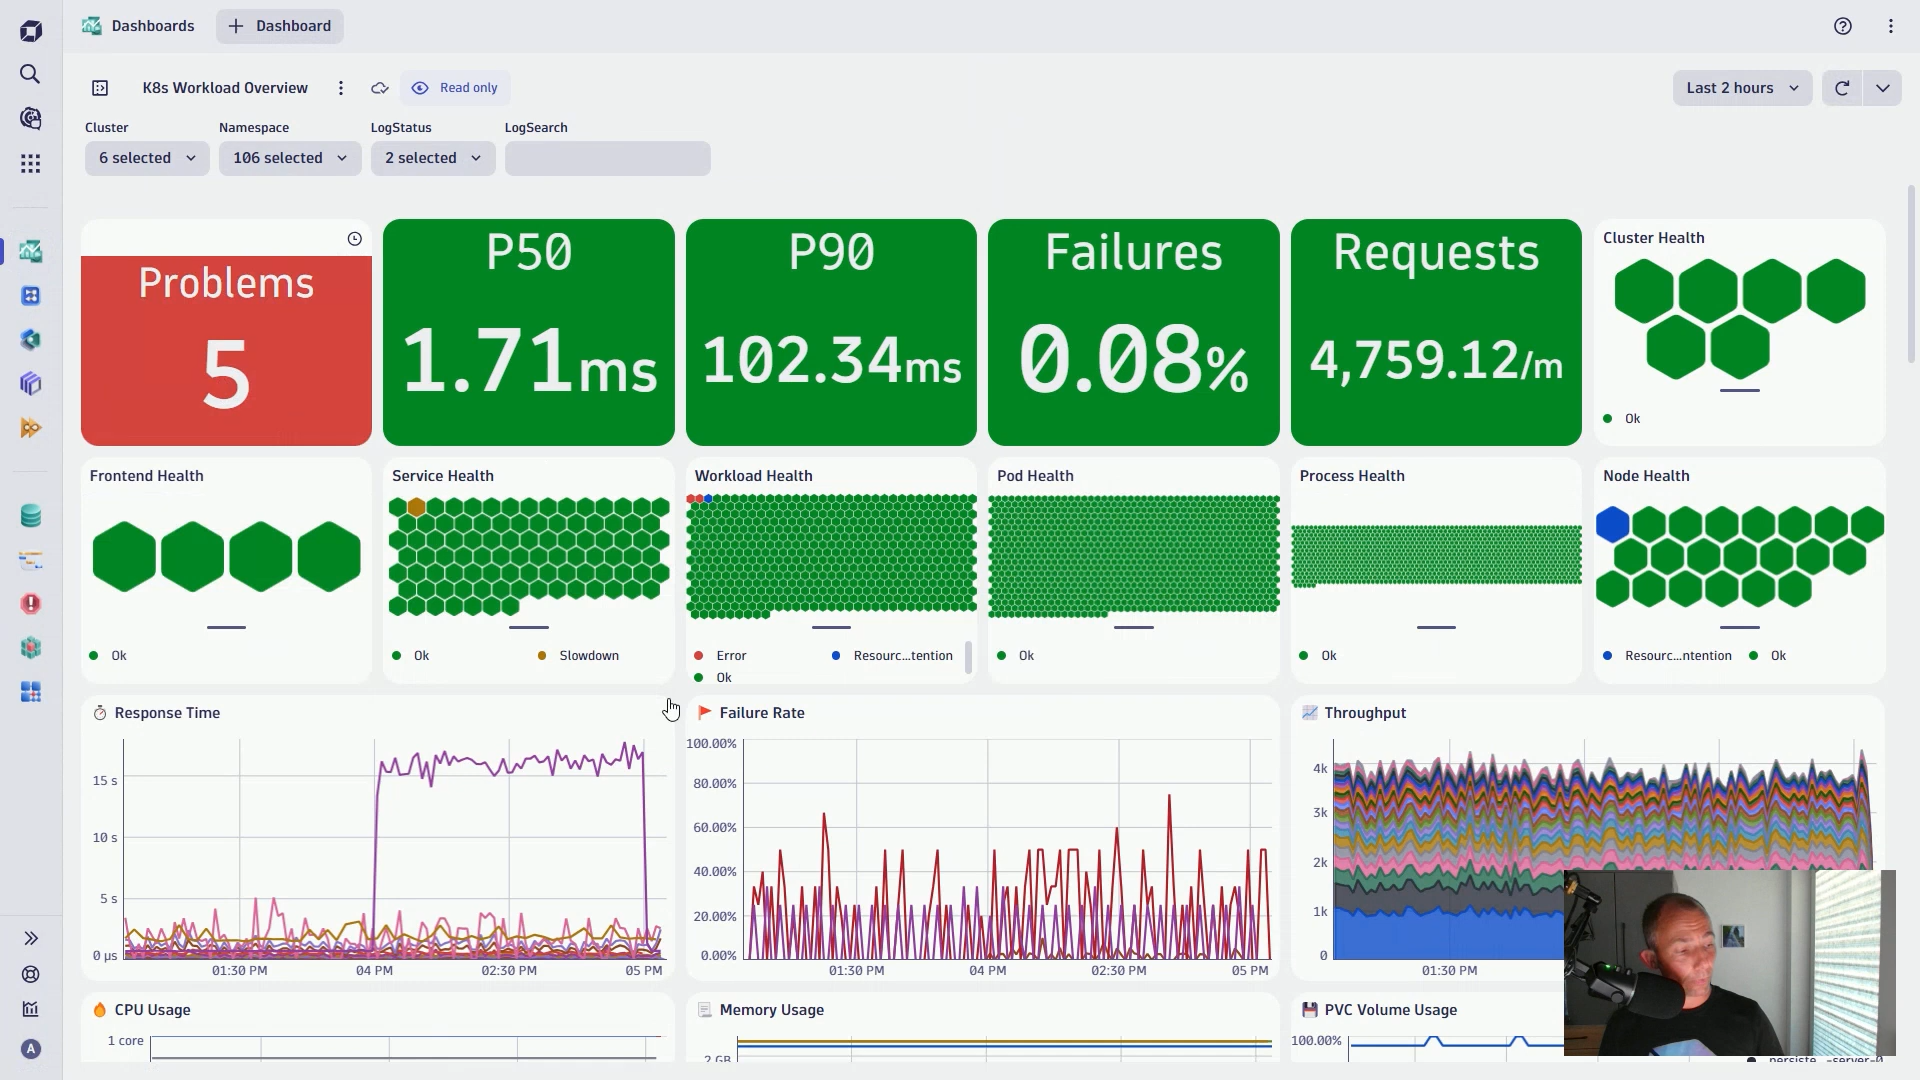 Dashboards
Dashboard
K8s Workload Overview
Read only
Last 2 hours
Cluster
Namespace
LogStatus
LogSearch
6 selected
106 selected
2 selected
Problems
5
P50
1.71ms
P90
102.34ms
Failures
0.08%
Requests
4,759.12/m
Cluster Health
Ok
Frontend Health
Ok
Service Health
Ok
Slowdown
Workload Health
Error
Resourc...tention
Ok
Pod Health
Ok
Process Health
Ok
Node Health
Resourc...ntention
Ok
Response Time
15 s
10 s
5 s
0 µs
01:30 PM
04 PM
02:30 PM
05 PM
Failure Rate
100.00%
80.00%
60.00%
40.00%
20.00%
0.00%
01:30 PM
04 PM
02:30 PM
05 PM
Throughput
4k
3k
2k
1k
0
01:30 PM
CPU Usage
1 core
Memory Usage
2 GB
PVC Volume Usage
100.00%
persiste...-server-0
A